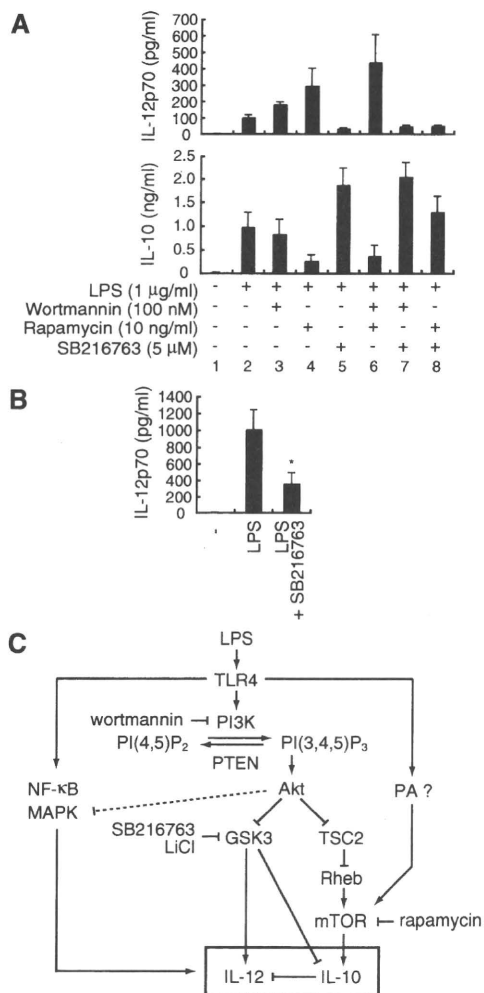 A
IL-12p70 (pg/ml)
700
600
500
400
300
200
100
0
IL-10 (ng/ml)
2.5
2.0
1.5
1.0
0.5
0
LPS (1 μg/ml) - + + + + + + +
Wortmannin (100 nM) - - + - - + + -
Rapamycin (10 ng/ml) - - - + - + - +
SB216763 (5 μM) - - - - + - + +
1 2 3 4 5 6 7 8
B
IL-12p70 (pg/ml)
1400
1200
1000
800
600
400
200
0
*
-
LPS
LPS
+ SB216763
C
LPS
TLR4
wortmannin PI3K
PI(4,5)P2 PI(3,4,5)P3
PTEN
NF-κB Akt PA ?
MAPK
SB216763
LiCl GSK3 TSC2
Rheb
mTOR rapamycin
IL-12 IL-10